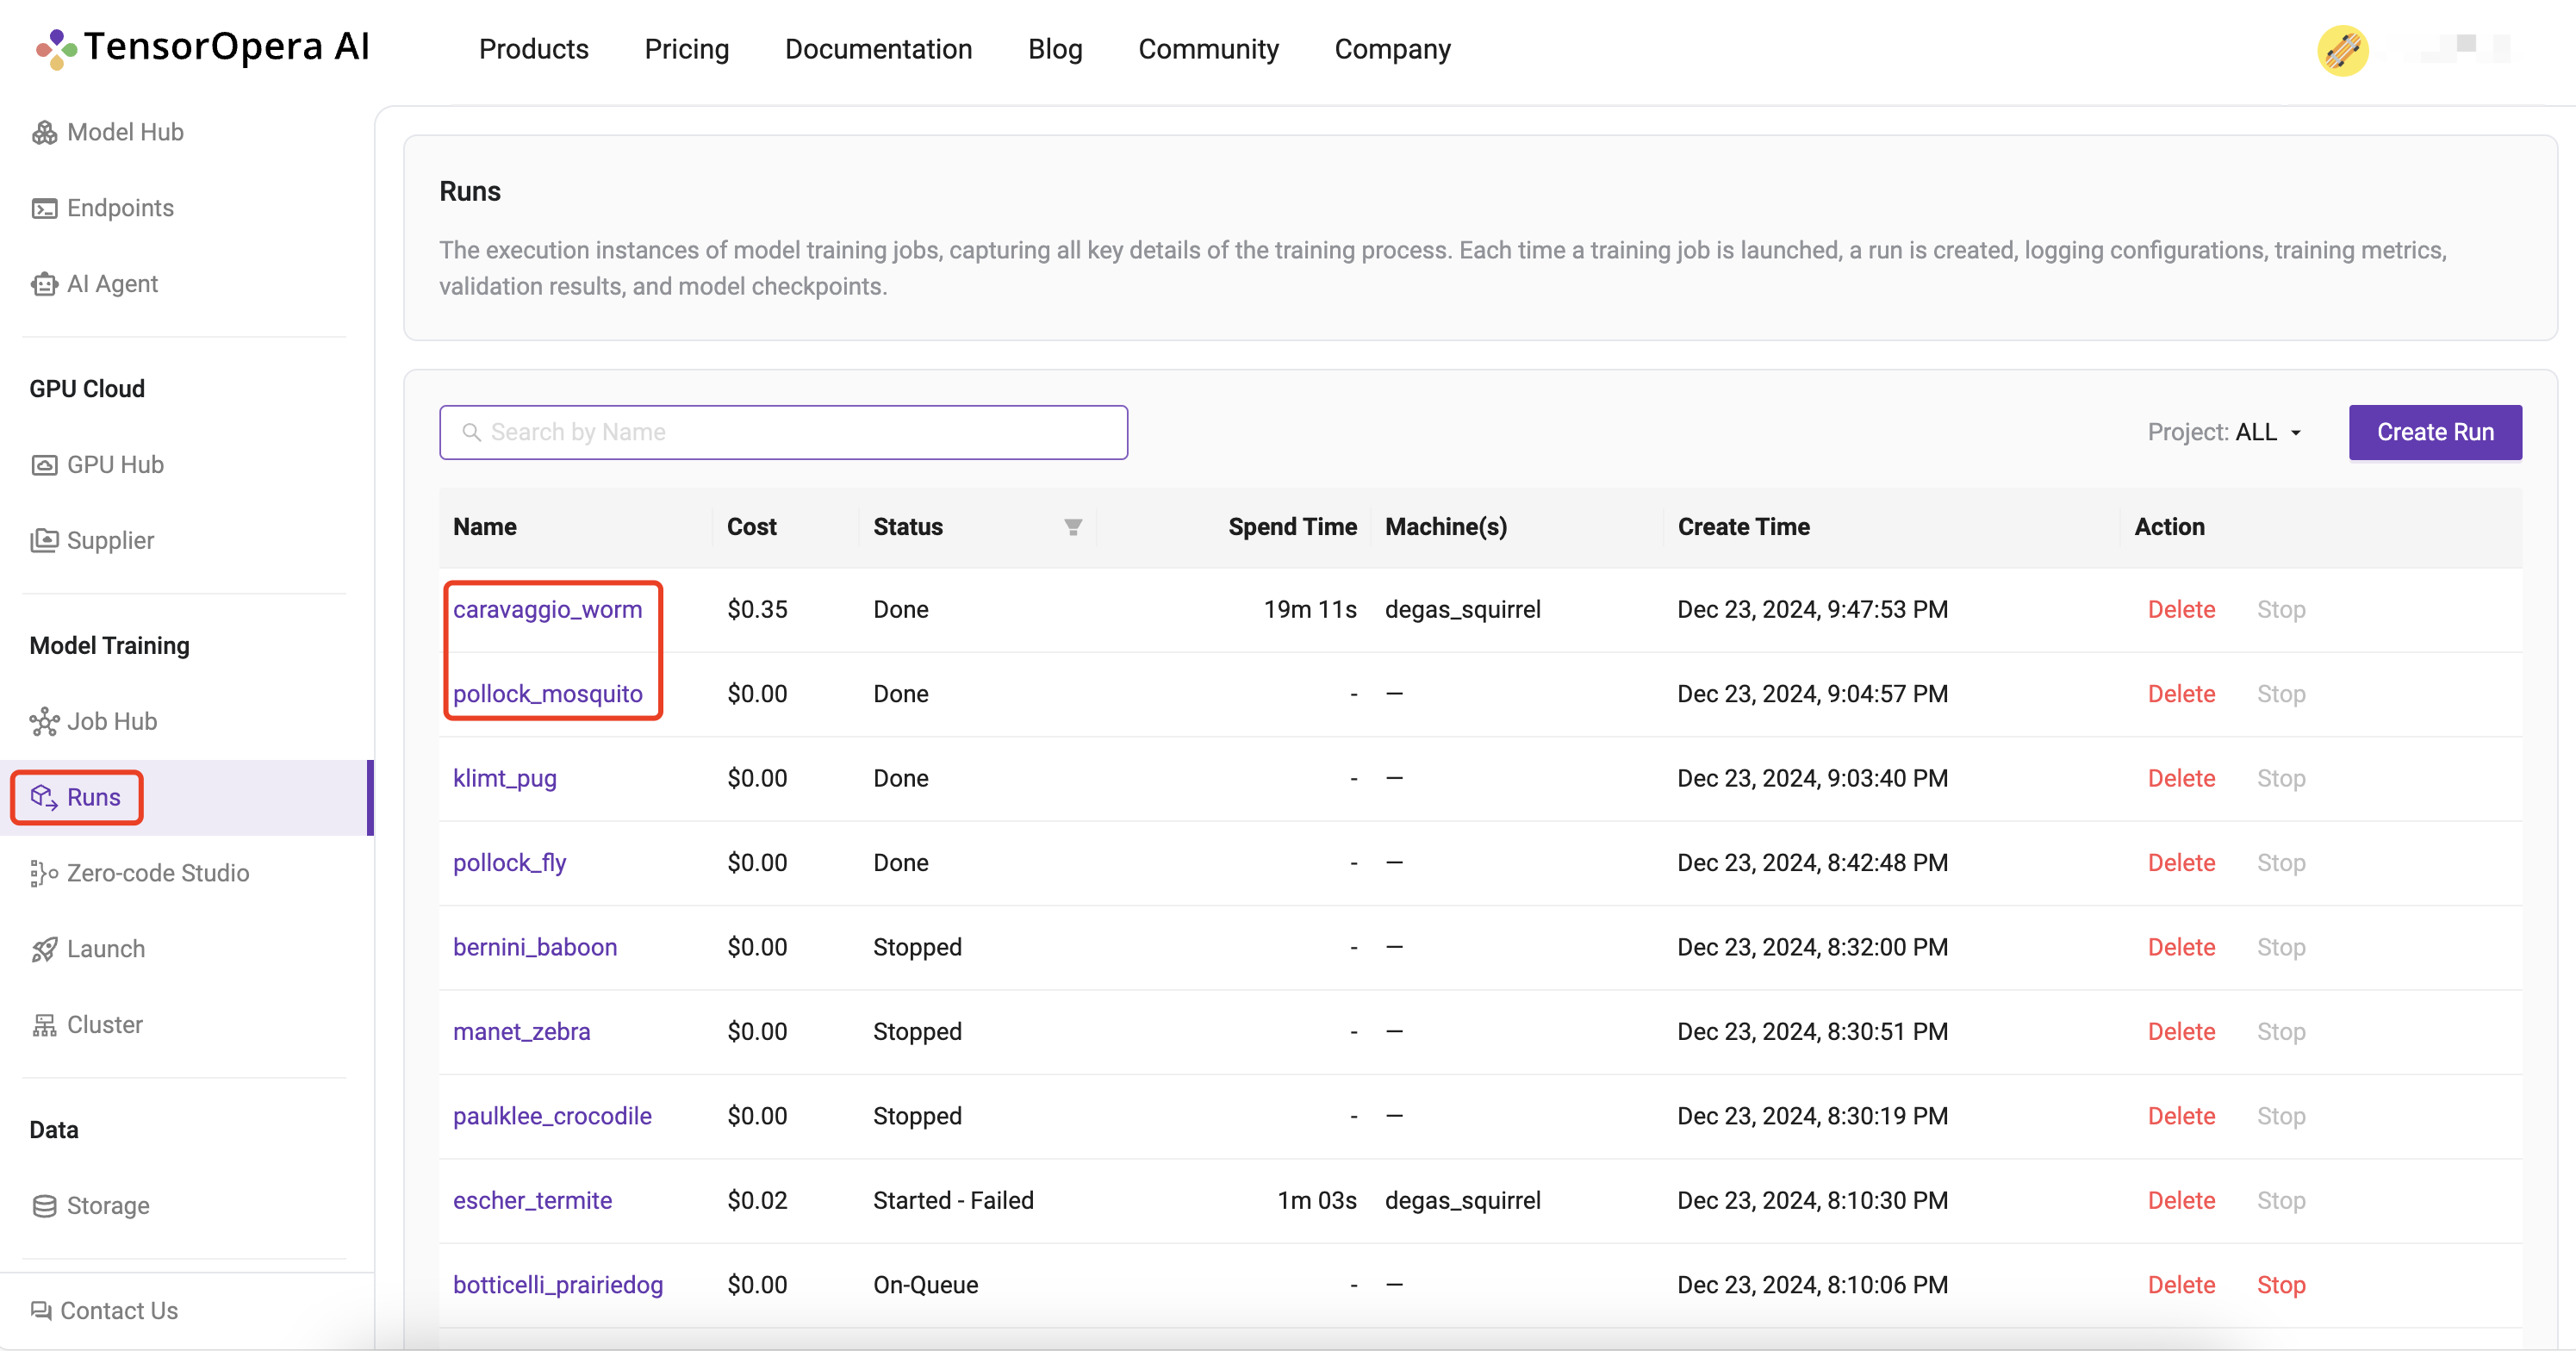 TensorOpera AI
Products Pricing Documentation Blog Community Company
Model Hub
Endpoints
AI Agent
GPU Cloud
GPU Hub
Supplier
Model Training
Job Hub
Runs
Zero-code Studio
Launch
Cluster
Data
Storage
Contact Us
Runs
The execution instances of model training jobs, capturing all key details of the training process. Each time a training job is launched, a run is created, logging configurations, training metrics,
validation results, and model checkpoints.
Search by Name
Project: ALL
Create Run
Name Cost Status Spend Time Machine(s) Create Time Action
caravaggio_worm $0.35 Done 19m 11s degas_squirrel Dec 23, 2024, 9:47:53 PM Delete Stop
pollock_mosquito $0.00 Done - — Dec 23, 2024, 9:04:57 PM Delete Stop
klimt_pug $0.00 Done - — Dec 23, 2024, 9:03:40 PM Delete Stop
pollock_fly $0.00 Done - — Dec 23, 2024, 8:42:48 PM Delete Stop
bernini_baboon $0.00 Stopped - — Dec 23, 2024, 8:32:00 PM Delete Stop
manet_zebra $0.00 Stopped - — Dec 23, 2024, 8:30:51 PM Delete Stop
paulklee_crocodile $0.00 Stopped - — Dec 23, 2024, 8:30:19 PM Delete Stop
escher_termite $0.02 Started - Failed 1m 03s degas_squirrel Dec 23, 2024, 8:10:30 PM Delete Stop
botticelli_prairiedog $0.00 On-Queue - — Dec 23, 2024, 8:10:06 PM Delete Stop